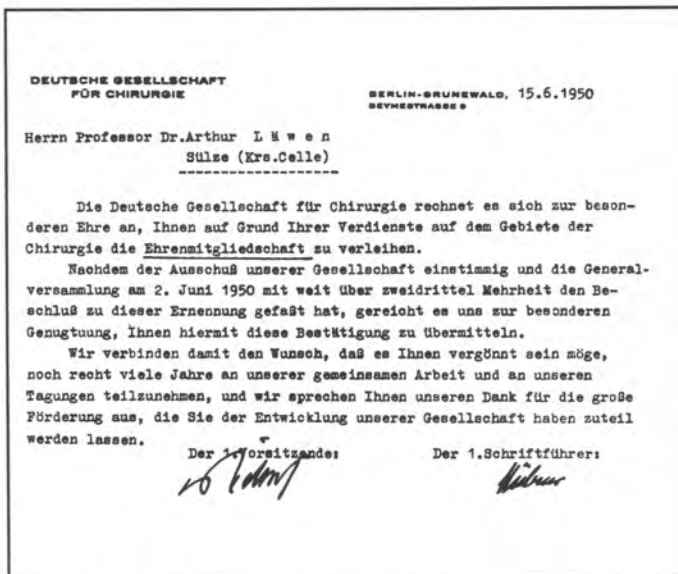 DEUTSCHE GESELLSCHAFT
FÜR CHIRURGIE
BERLIN-GRUNEWALD, 15.6.1950
BEYMESTRASSE
Herrn Professor Dr.Arthur L ä w e n
Sülze (Krs.Celle)
Die Deutsche Gesellschaft für Chirurgie rechnet es sich zur beson-
deren Ehre an, Ihnen auf Grund Ihrer Verdienste auf dem Gebiete der
Chirurgie die Ehrenmitgliedschaft zu verleihen.
Nachdem der Ausschuß unserer Gesellschaft einstimmig und die General-
versammlung am 2. Juni 1950 mit weit über zweidrittel Mehrheit den Be-
schluß zu dieser Ernennung gefaßt hat, gereicht es uns zur besonderen
Genugtuung, Ihnen hiermit diese Bestätigung zu übermitteln.
Wir verbinden damit den Wunsch, daß es Ihnen vergönnt sein möge,
noch recht viele Jahre an unserer gemeinsamen Arbeit und an unseren
Tagungen teilzunehmen, und wir sprechen Ihnen unseren Dank für die große
Förderung aus, die Sie der Entwicklung unserer Gesellschaft haben zuteil
werden lassen.
Der 1.Vorsitzende: Der 1.Schriftführer: